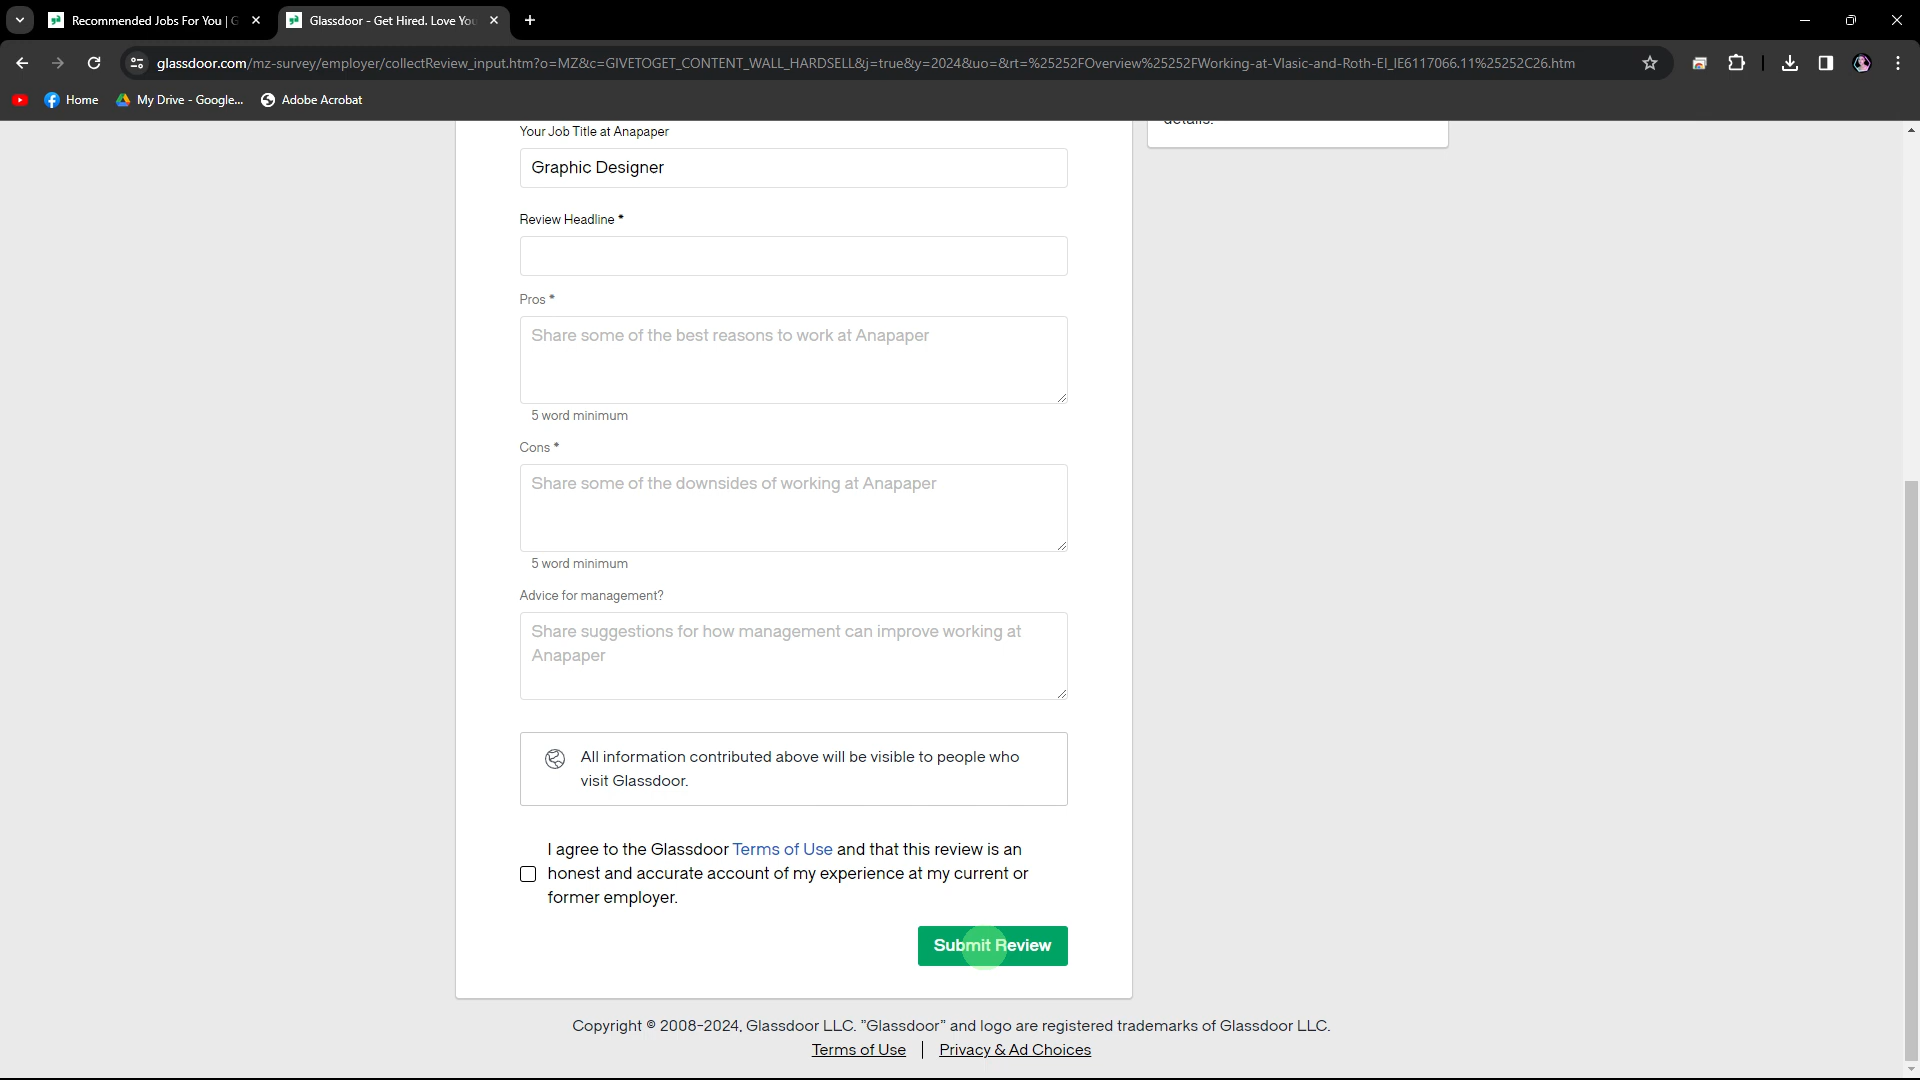 Recommended Jobs For You | G
Glassdoor - Get Hired. Love You
glassdoor.com/mz-survey/employer/collectReview_input.htm?o=MZ&c=GIVETOGET_CONTENT_WALL_HARDSELL&j=true&y=2024&uo=&rt=%25252FOverview%25252FWorking-at-Vlasic-and-Roth-EI_IE6117066.11%25252C26.htm
Home
My Drive - Google...
Adobe Acrobat
details.
Your Job Title at Anapaper
Graphic Designer
Review Headline *
Pros *
Share some of the best reasons to work at Anapaper
5 word minimum
Cons *
Share some of the downsides of working at Anapaper
5 word minimum
Advice for management?
Share suggestions for how management can improve working at
Anapaper
All information contributed above will be visible to people who
visit Glassdoor.
I agree to the Glassdoor Terms of Use and that this review is an
honest and accurate account of my experience at my current or
former employer.
Submit Review
Copyright © 2008-2024, Glassdoor LLC. "Glassdoor" and logo are registered trademarks of Glassdoor LLC.
Terms of Use | Privacy & Ad Choices